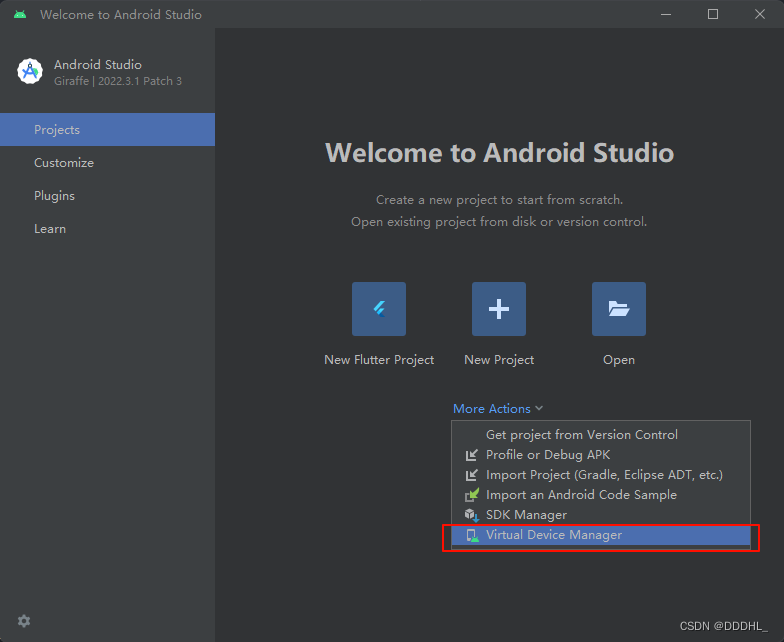 Welcome to Android Studio
Android Studio
Giraffe | 2022.3.1 Patch 3
Projects
Customize
Plugins
Learn
Welcome to Android Studio
Create a new project to start from scratch.
Open existing project from disk or version control.
New Flutter Project
New Project
Open
More Actions
Get project from Version Control
Profile or Debug APK
Import Project (Gradle, Eclipse ADT, etc.)
Import an Android Code Sample
SDK Manager
Virtual Device Manager
CSDN @DDDHL_